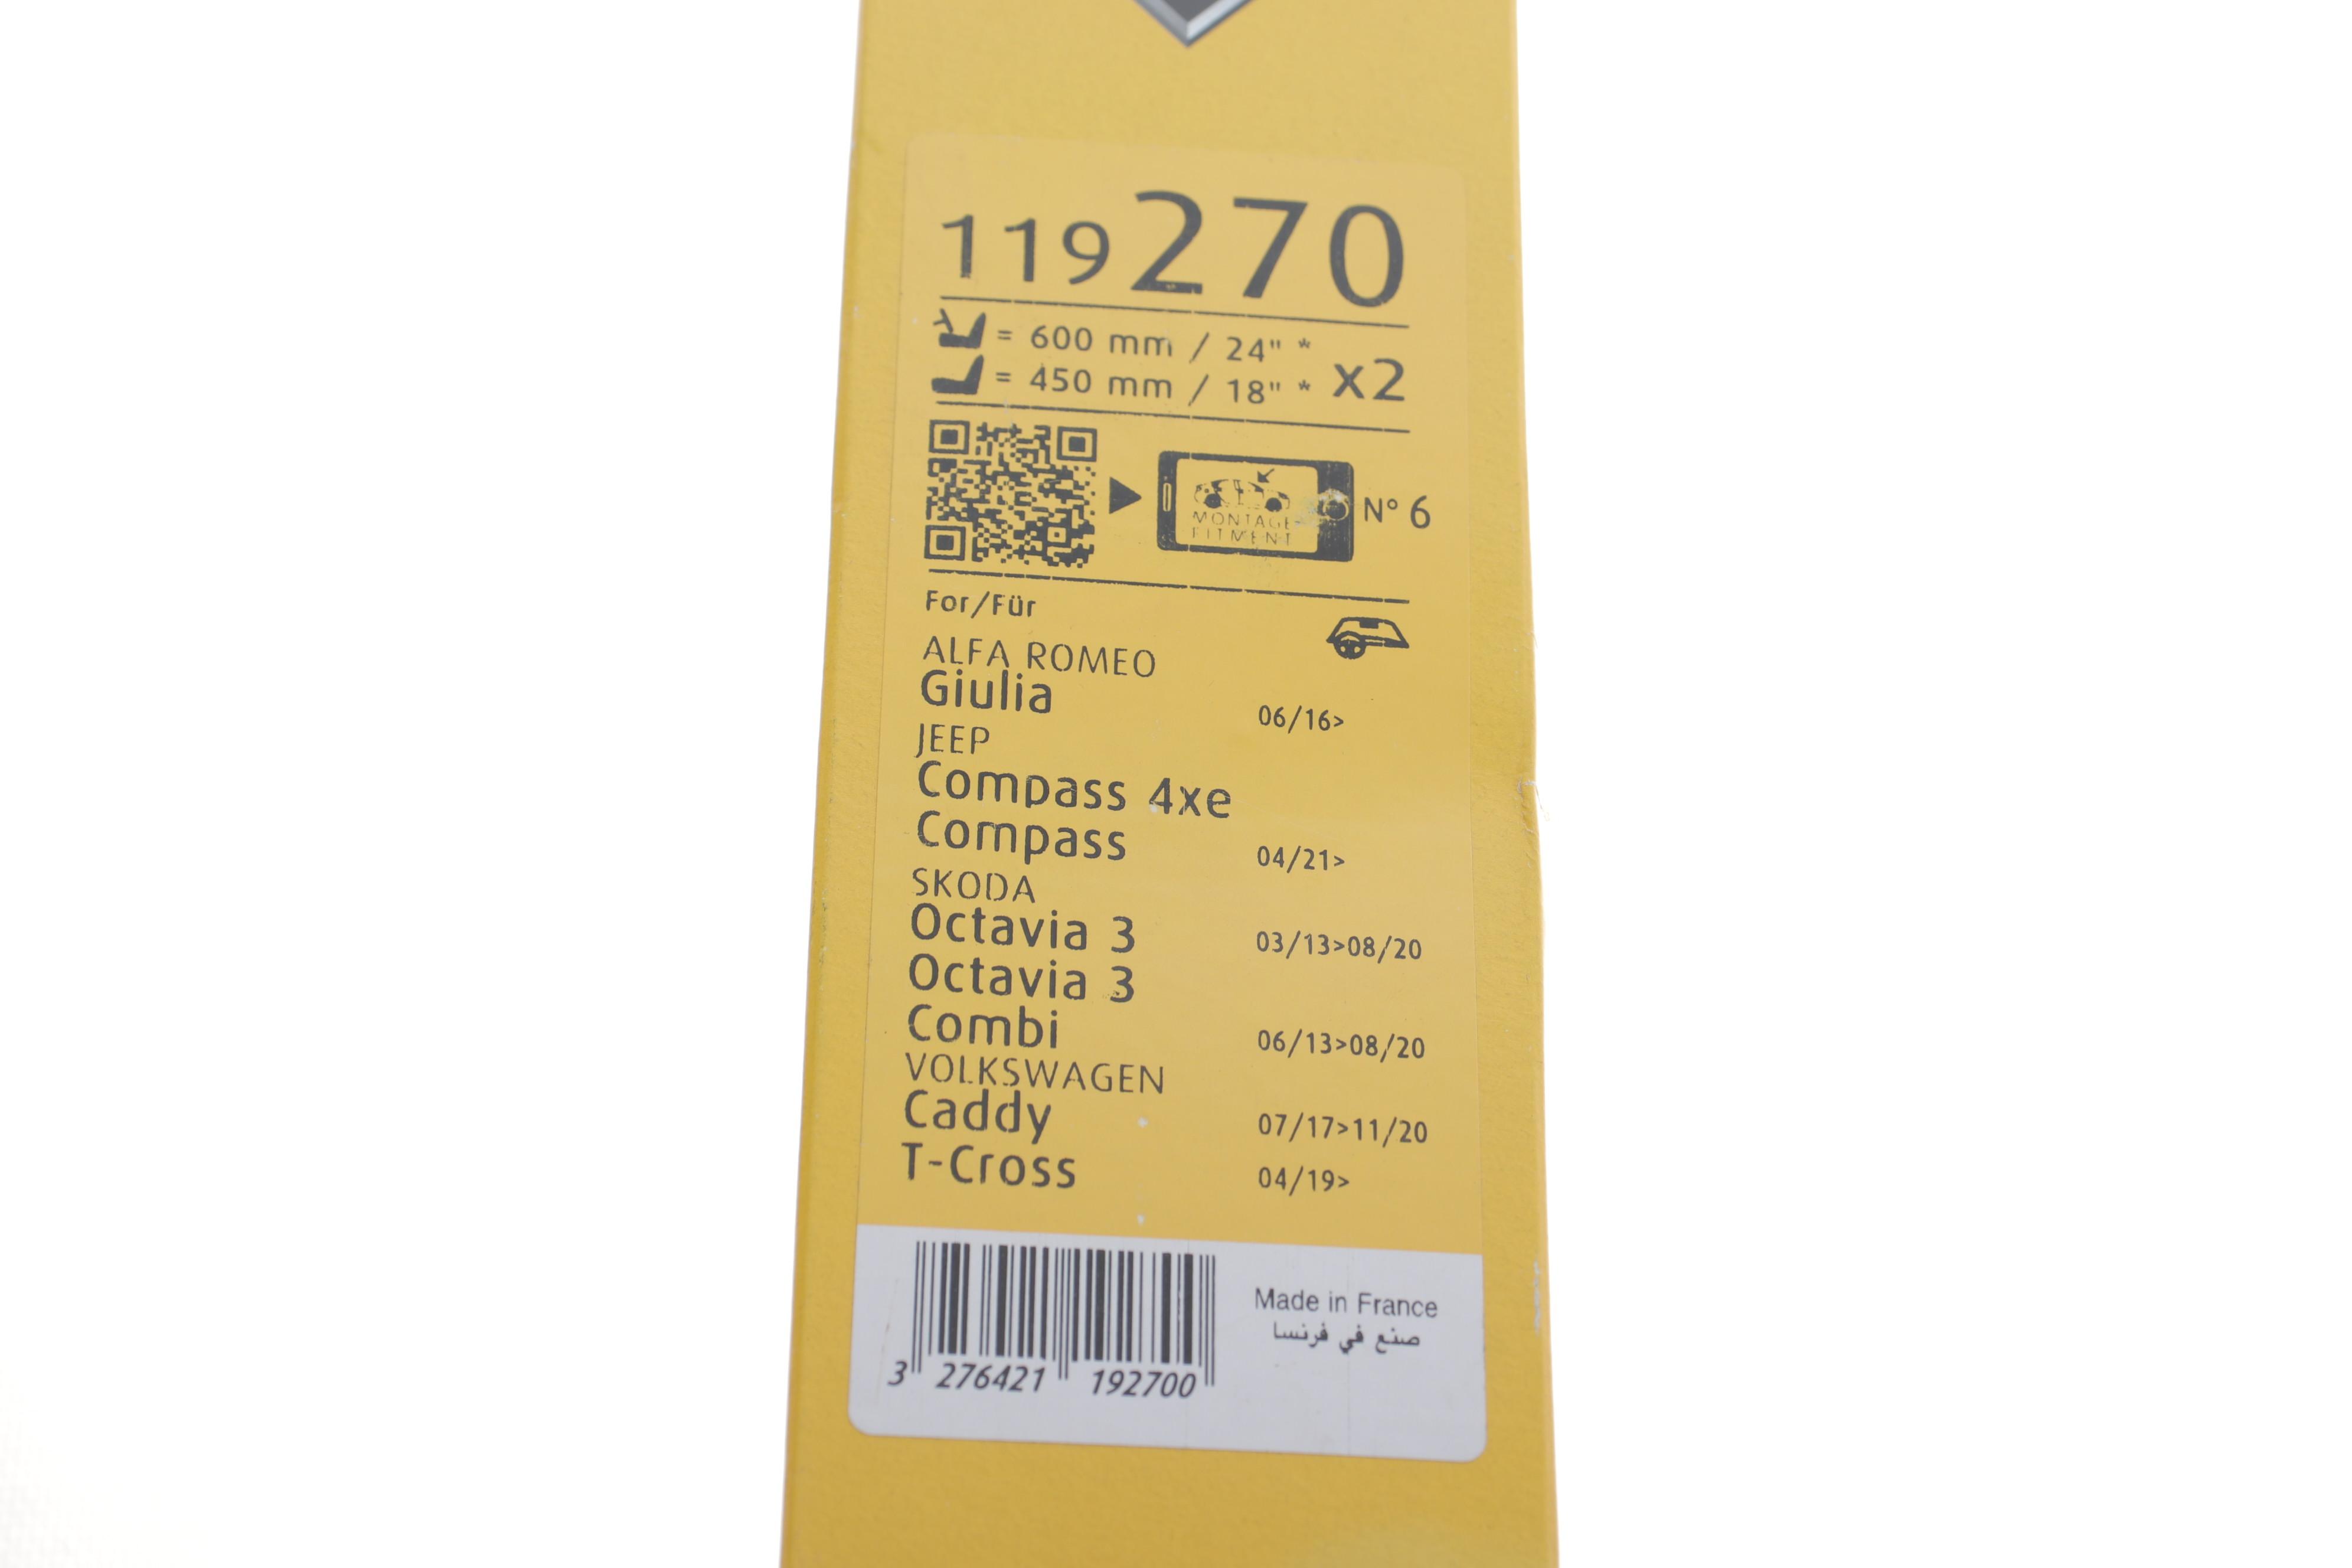 119270
= 600 mm / 24" *
= 450 mm / 18" * x2
MONTAGE
FITMENT
N° 6
For/Für
ALFA ROMEO
Giulia 06/16>
JEEP
Compass 4xe
Compass 04/21>
SKODA
Octavia 3 03/13>08/20
Octavia 3
Combi 06/13>08/20
VOLKSWAGEN
Caddy 07/17>11/20
T-Cross 04/19>
Made in France
صنع في فرنسا
3 276421 192700